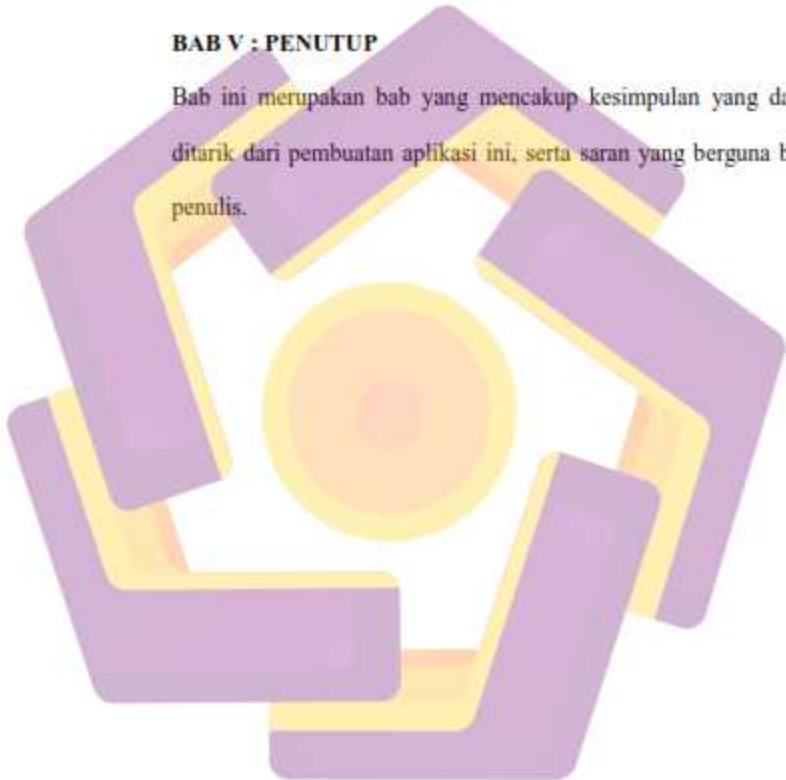 BAB V : PENUTUP
Bab ini merupakan bab yang mencakup kesimpulan yang
ditarik dari pembuatan aplikasi ini, serta saran yang berguna
penulis.